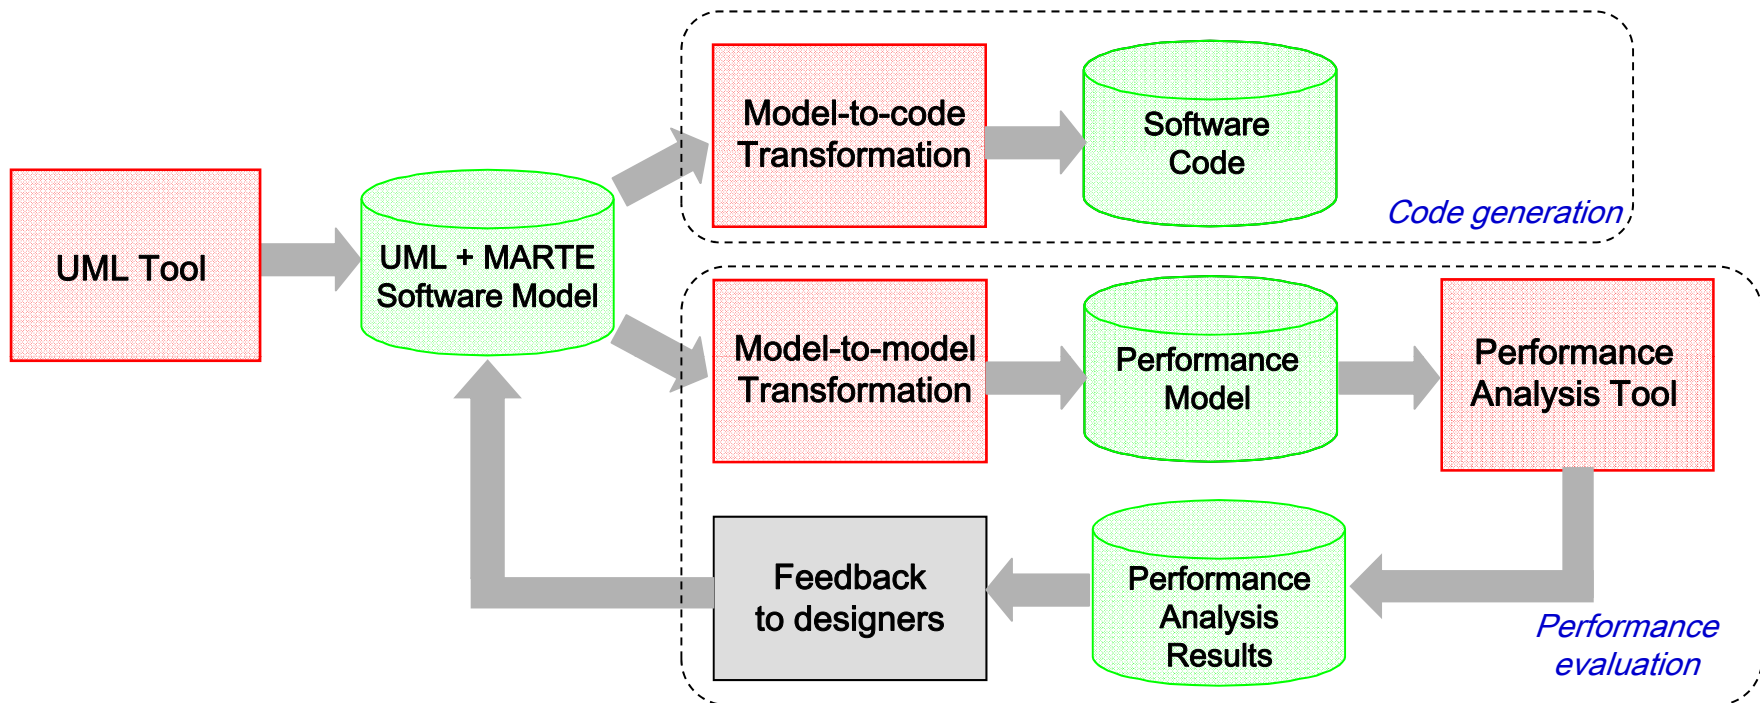 UML Tool
UML + MARTE
Software Model
Model-to-code
Transformation
Software
Code
Code generation
Model-to-model
Transformation
Performance
Model
Performance
Analysis Tool
Feedback
to designers
Performance
Analysis
Results
Performance
evaluation